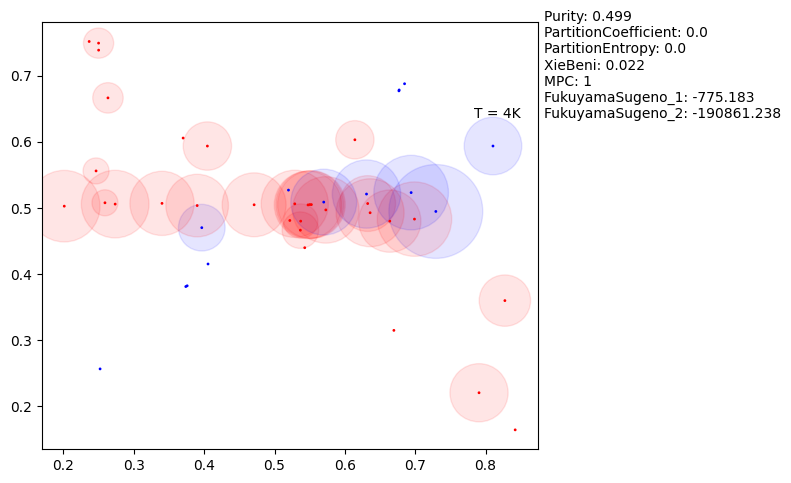 Purity: 0.499
PartitionCoefficient: 0.0
PartitionEntropy: 0.0
XieBeni: 0.022
MPC: 1
FukuyamaSugeno_1: -775.183
FukuyamaSugeno_2: -190861.238
T = 4K
0.7
0.6
0.5
0.4
0.3
0.2
0.2 0.3 0.4 0.5 0.6 0.7 0.8